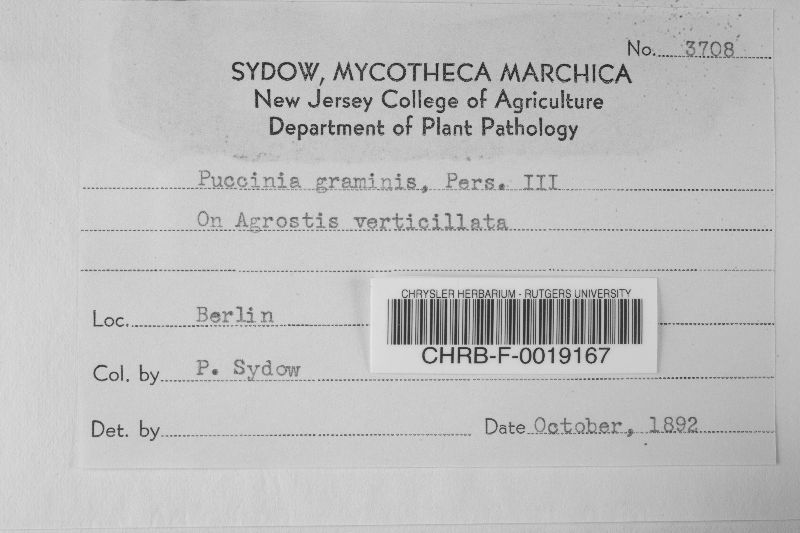 No. 3708
SYDOW, MYCOTHECA MARCHICA
New Jersey College of Agriculture
Department of Plant Pathology
Puccinia graminis, Pers. III
On Agrostis verticillata
CHRYSLER HERBARIUM - RUTGERS UNIVERSITY
CHRB-F-0019167
Loc. Berlin
Col. by P. Sydow
Det. by
Date October, 1892